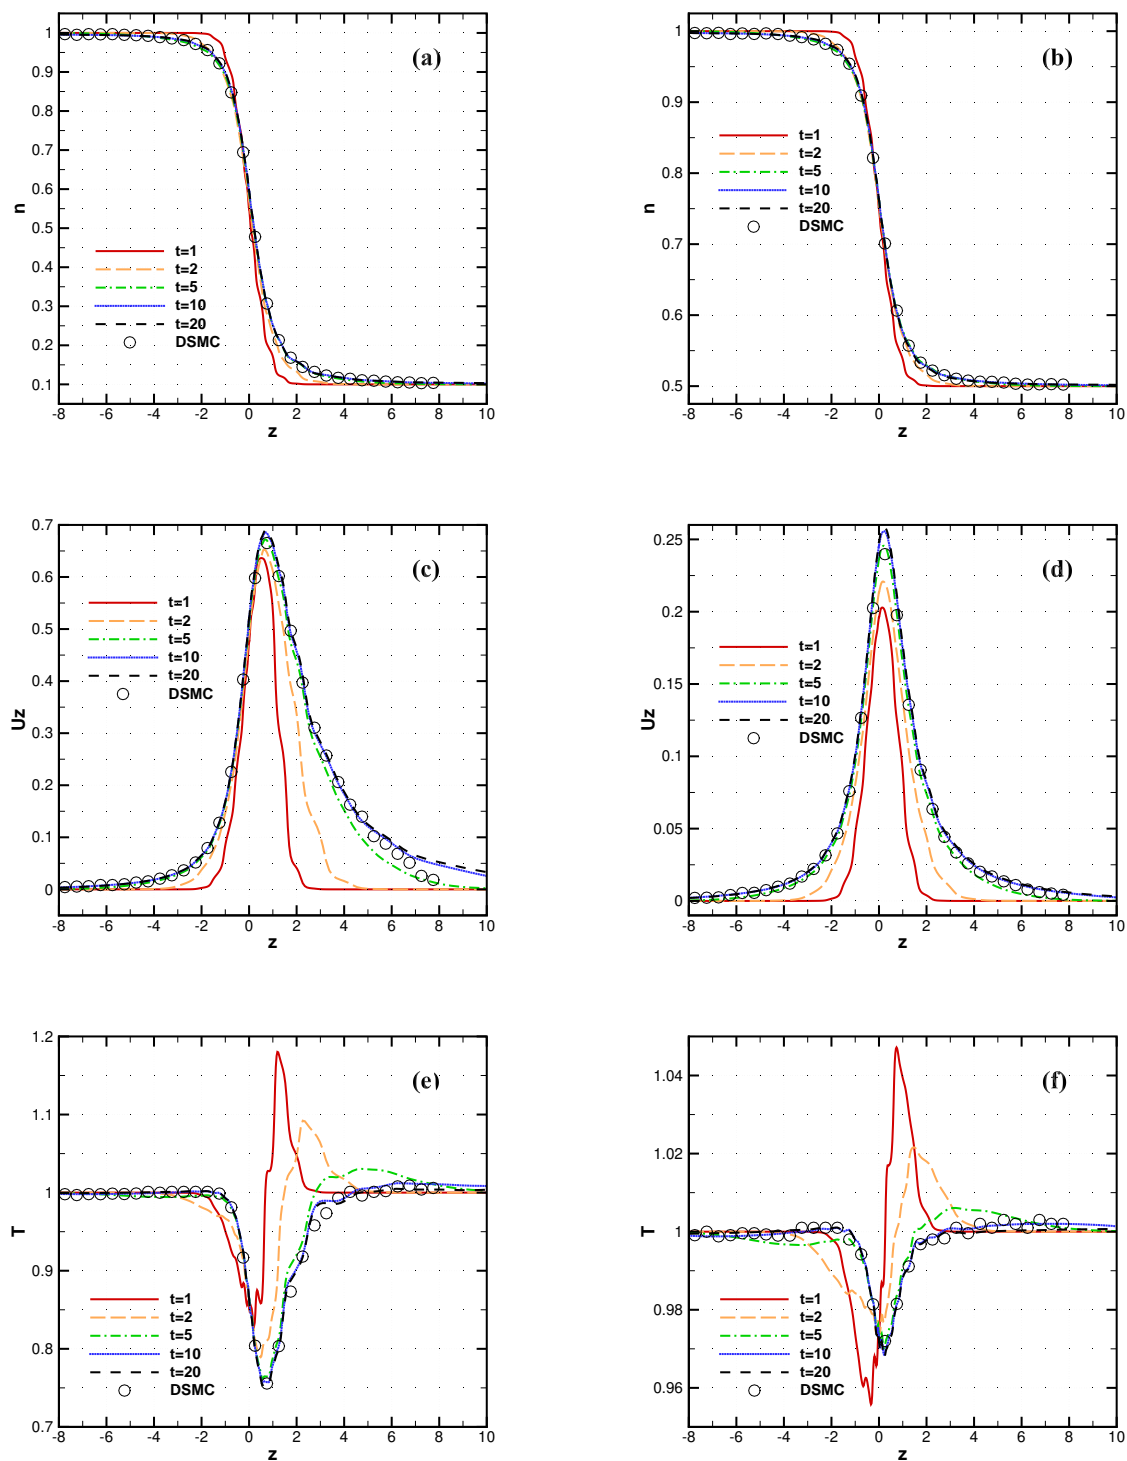 1
0.9
0.8
0.7
0.6
0.5
0.4
0.3
0.2
0.1
n
(a)
t=1
t=2
t=5
t=10
t=20
DSMC
-8 -6 -4 -2 0 2 4 6 8 10
z
1
0.9
0.8
0.7
0.6
0.5
n
(b)
t=1
t=2
t=5
t=10
t=20
DSMC
-8 -6 -4 -2 0 2 4 6 8 10
z
0.7
0.6
0.5
0.4
0.3
0.2
0.1
0
Uz
(c)
t=1
t=2
t=5
t=10
t=20
DSMC
-8 -6 -4 -2 0 2 4 6 8 10
z
0.25
0.2
0.15
0.1
0.05
0
Uz
(d)
t=1
t=2
t=5
t=10
t=20
DSMC
-8 -6 -4 -2 0 2 4 6 8 10
z
1.2
1.1
1
0.9
0.8
0.7
T
(e)
t=1
t=2
t=5
t=10
t=20
DSMC
-8 -6 -4 -2 0 2 4 6 8 10
z
1.04
1.02
1
0.98
0.96
T
(f)
t=1
t=2
t=5
t=10
t=20
DSMC
-8 -6 -4 -2 0 2 4 6 8 10
z